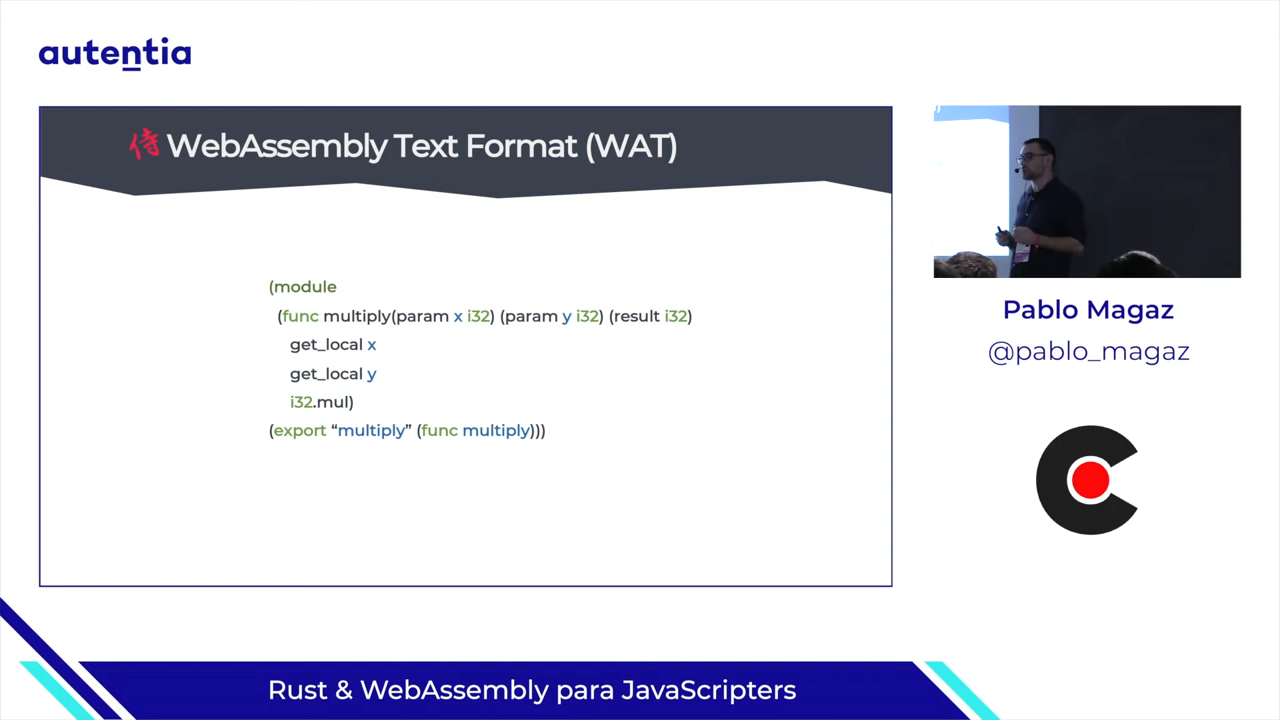 autentia
侍 WebAssembly Text Format (WAT)
(module
(func multiply(param x i32) (param y i32) (result i32)
get_local x
get_local y
i32.mul)
(export “multiply” (func multiply)))
Pablo Magaz
@pablo_magaz
Rust & WebAssembly para JavaScripters